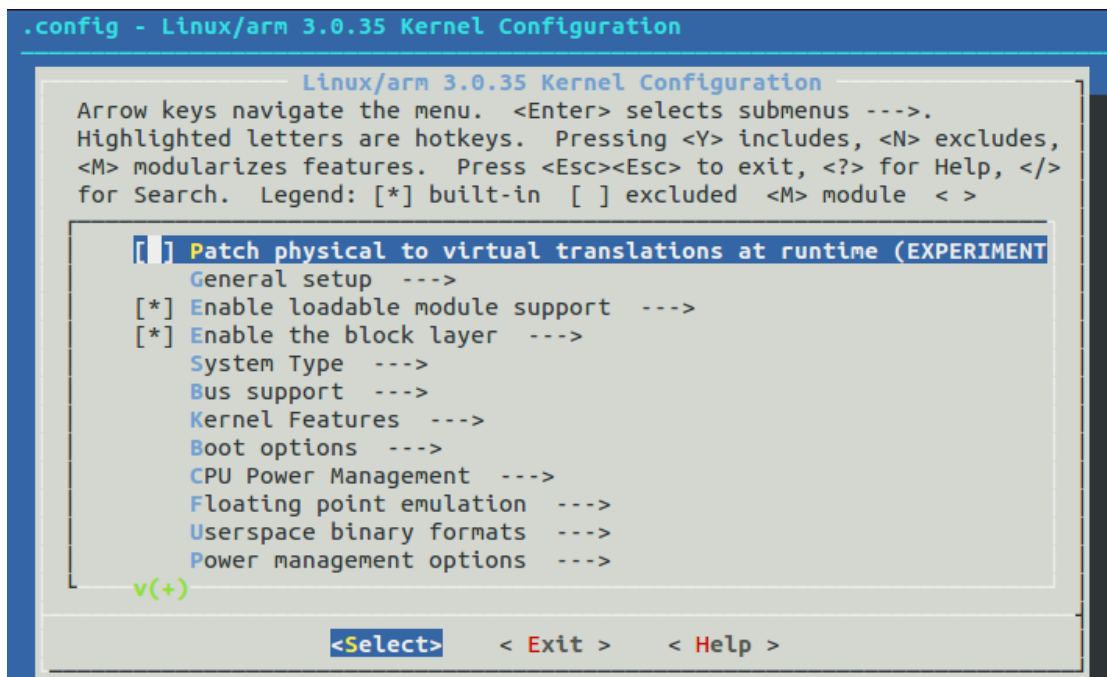 .config - Linux/arm 3.0.35 Kernel Configuration
Linux/arm 3.0.35 Kernel Configuration
Arrow keys navigate the menu.  <Enter> selects submenus --->.
Highlighted letters are hotkeys.  Pressing <Y> includes, <N> excludes,
<M> modularizes features.  Press <Esc><Esc> to exit, <?> for Help, </>
for Search.  Legend: [*] built-in  [ ] excluded  <M> module  < >
[ ] Patch physical to virtual translations at runtime (EXPERIMENT
General setup  --->
[*] Enable loadable module support  --->
[*] Enable the block layer  --->
System Type  --->
Bus support  --->
Kernel Features  --->
Boot options  --->
CPU Power Management  --->
Floating point emulation  --->
Userspace binary formats  --->
Power management options  --->
v(+)
<Select>    < Exit >    < Help >